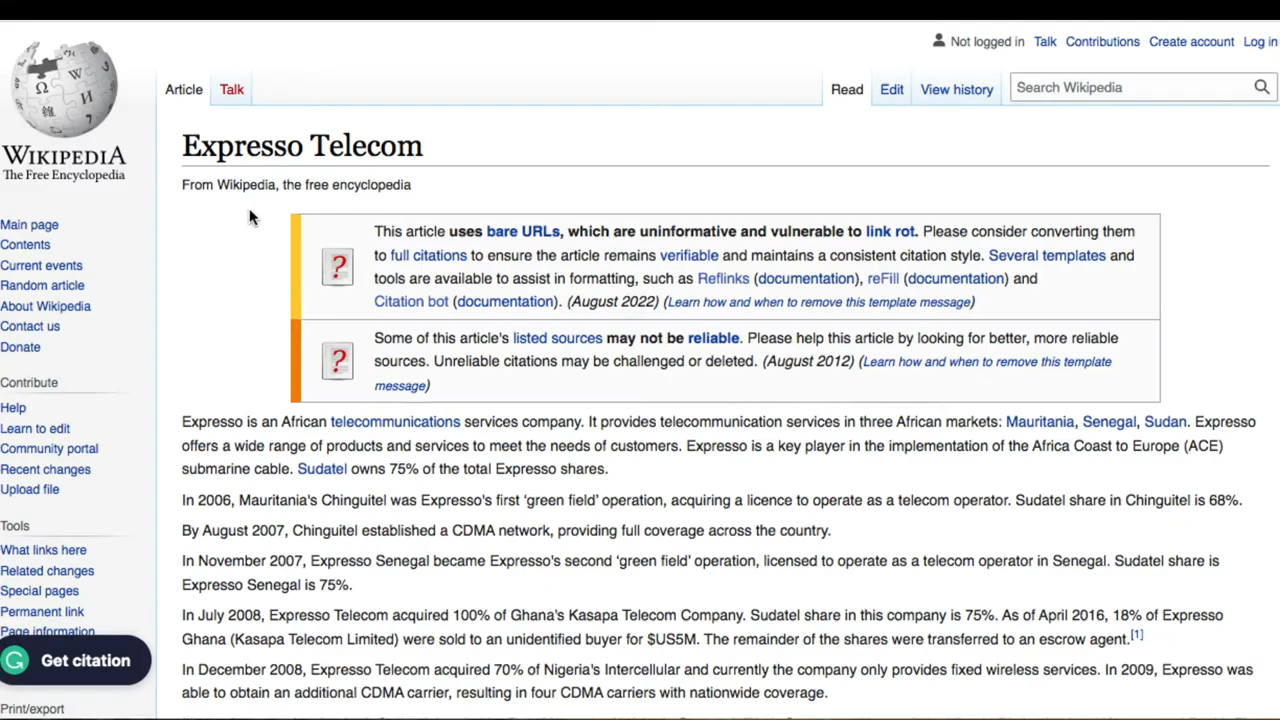 Not logged in Talk Contributions Create account Log in
Article Talk Read Edit View history Search Wikipedia
WIKIPEDIA
The Free Encyclopedia
Main page
Contents
Current events
Random article
About Wikipedia
Contact us
Donate
Contribute
Help
Learn to edit
Community portal
Recent changes
Upload file
Tools
What links here
Related changes
Special pages
Permanent link
Page information
Get citation
Print/export
Expresso Telecom
From Wikipedia, the free encyclopedia
This article uses bare URLs, which are uninformative and vulnerable to link rot. Please consider converting them
to full citations to ensure the article remains verifiable and maintains a consistent citation style. Several templates and
tools are available to assist in formatting, such as Reflinks (documentation), reFill (documentation) and
Citation bot (documentation). (August 2022) (Learn how and when to remove this template message)
Some of this article's listed sources may not be reliable. Please help this article by looking for better, more reliable
sources. Unreliable citations may be challenged or deleted. (August 2012) (Learn how and when to remove this template
message)
Expresso is an African telecommunications services company. It provides telecommunication services in three African markets: Mauritania, Senegal, Sudan. Expresso
offers a wide range of products and services to meet the needs of customers. Expresso is a key player in the implementation of the Africa Coast to Europe (ACE)
submarine cable. Sudatel owns 75% of the total Expresso shares.
In 2006, Mauritania's Chinguitel was Expresso's first 'green field' operation, acquiring a licence to operate as a telecom operator. Sudatel share in Chinguitel is 68%.
By August 2007, Chinguitel established a CDMA network, providing full coverage across the country.
In November 2007, Expresso Senegal became Expresso's second 'green field' operation, licensed to operate as a telecom operator in Senegal. Sudatel share is
Expresso Senegal is 75%.
In July 2008, Expresso Telecom acquired 100% of Ghana's Kasapa Telecom Company. Sudatel share in this company is 75%. As of April 2016, 18% of Expresso
Ghana (Kasapa Telecom Limited) were sold to an unidentified buyer for $US5M. The remainder of the shares were transferred to an escrow agent.[1]
In December 2008, Expresso Telecom acquired 70% of Nigeria's Intercellular and currently the company only provides fixed wireless services. In 2009, Expresso was
able to obtain an additional CDMA carrier, resulting in four CDMA carriers with nationwide coverage.